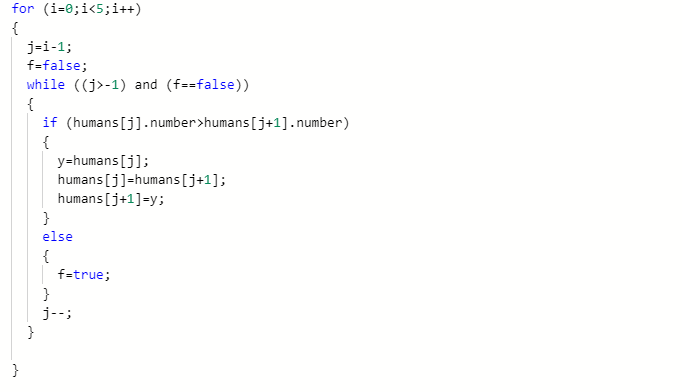 for (i=0;i<5;i++)
{
  j=i-1;
  f=false;
  while ((j>-1) and (f==false))
  {
    if (humans[j].number>humans[j+1].number)
    {
      y=humans[j];
      humans[j]=humans[j+1];
      humans[j+1]=y;
    }
    else
    {
      f=true;
    }
    j--;
  }

}